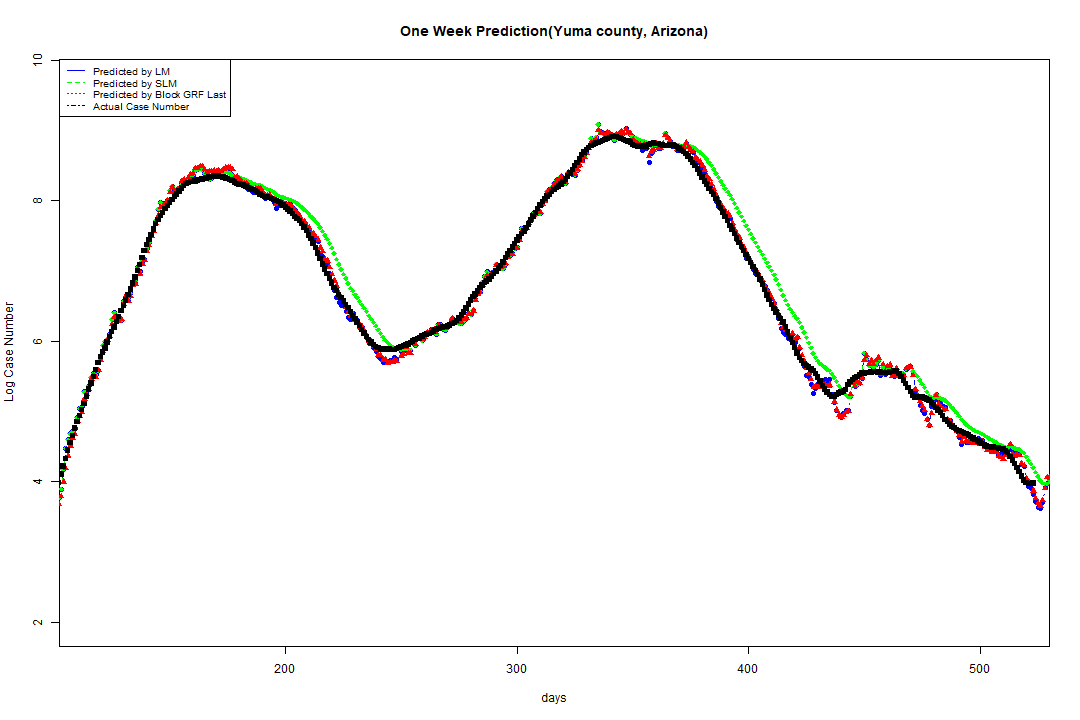 One Week Prediction(Yuma county, Arizona)
Predicted by LM
Predicted by SLM
Predicted by Block GRF Last
Actual Case Number
10
8
6
4
2
Log Case Number
200 300 400 500
days